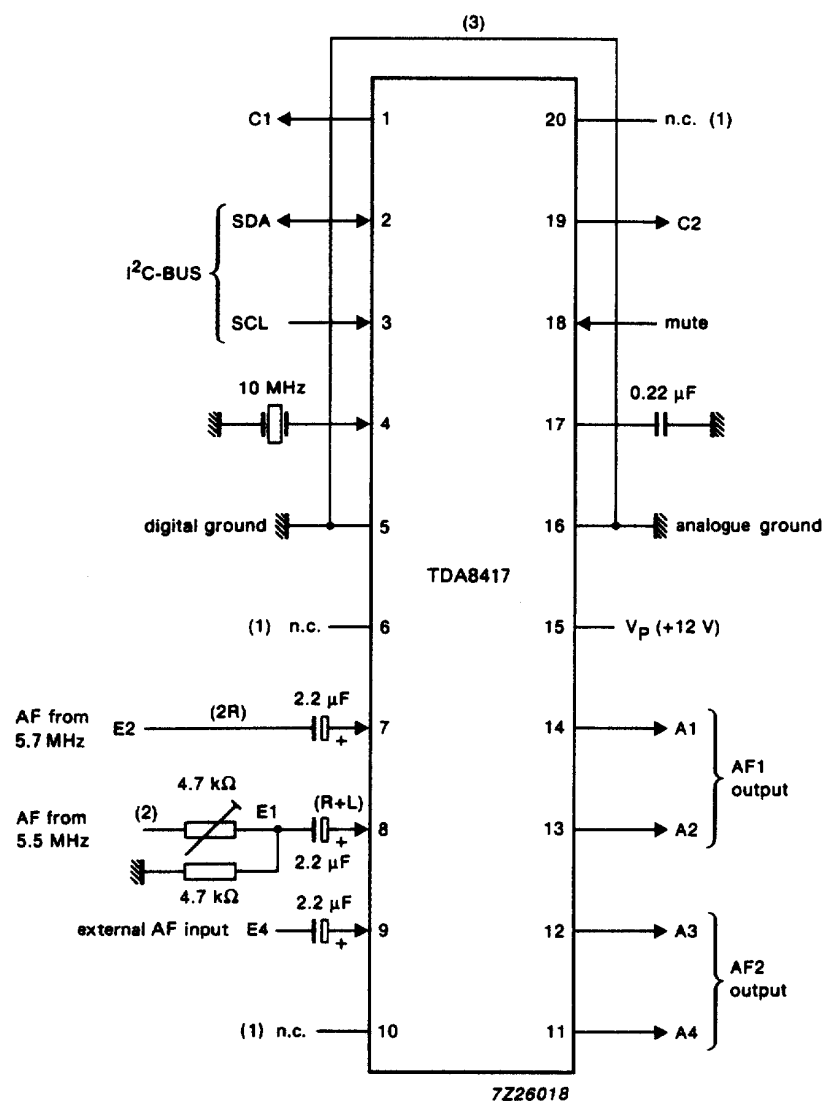 (3)
C1 1 20 n.c. (1)
SDA 2 19 C2
I²C-BUS
SCL 3 18 mute
10 MHz 0.22 µF
4 17
digital ground 5 16 analogue ground
TDA8417
(1) n.c. 6 15 VP (+12 V)
2.2 µF
AF from 5.7 MHz E2 (2R) + 7 14 A1
AF1 output
4.7 kΩ
AF from 5.5 MHz (2) E1 (R+L) + 8 13 A2
2.2 µF
4.7 kΩ
2.2 µF
external AF input E4 + 9 12 A3
AF2 output
(1) n.c. 10 11 A4
7Z26018